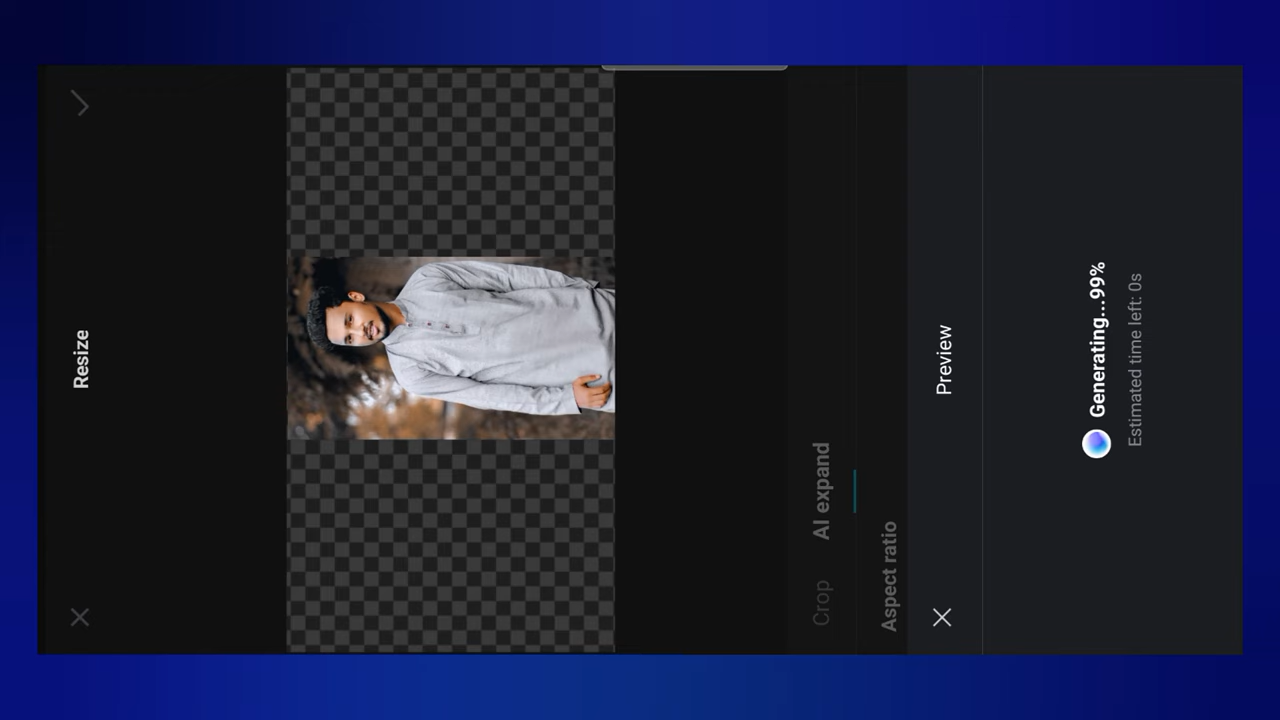 Resize
Crop AI expand
Aspect ratio
Preview
Generating...99%
Estimated time left: 0s